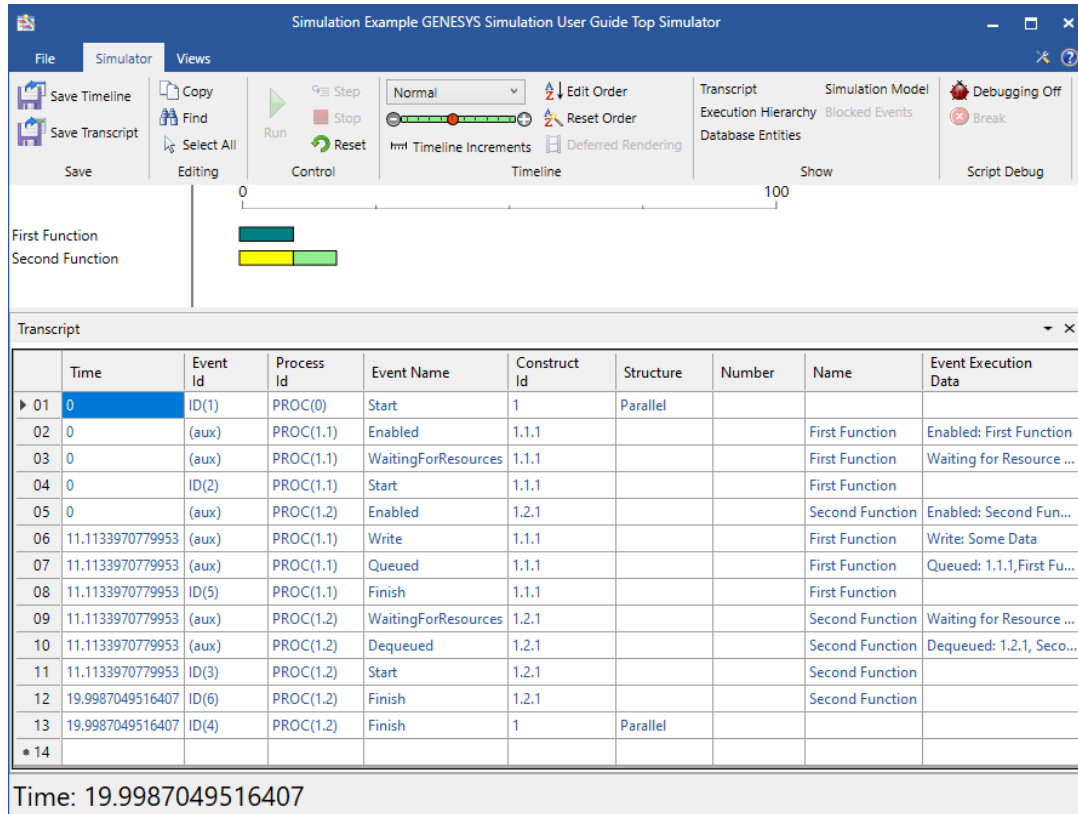 Simulation Example GENESYS Simulation User Guide Top Simulator
File Simulator Views
Save Timeline Copy Step Normal Edit Order Transcript Simulation Model Debugging Off
Save Transcript Find Run Stop Reset Order Execution Hierarchy Blocked Events Break
Select All Reset Timeline Increments Deferred Rendering Database Entities
Save Editing Control Timeline Show Script Debug
0 100
First Function
Second Function
Transcript
Time Event Id Process Id Event Name Construct Id Structure Number Name Event Execution Data
01 0 ID(1) PROC(0) Start 1 Parallel
02 0 (aux) PROC(1.1) Enabled 1.1.1 First Function Enabled: First Function
03 0 (aux) PROC(1.1) WaitingForResources 1.1.1 First Function Waiting for Resource ...
04 0 ID(2) PROC(1.1) Start 1.1.1 First Function
05 0 (aux) PROC(1.2) Enabled 1.2.1 Second Function Enabled: Second Fun...
06 11.1133970779953 (aux) PROC(1.1) Write 1.1.1 First Function Write: Some Data
07 11.1133970779953 (aux) PROC(1.1) Queued 1.1.1 First Function Queued: 1.1.1,First Fu...
08 11.1133970779953 ID(5) PROC(1.1) Finish 1.1.1 First Function
09 11.1133970779953 (aux) PROC(1.2) WaitingForResources 1.2.1 Second Function Waiting for Resource ...
10 11.1133970779953 (aux) PROC(1.2) Dequeued 1.2.1 Second Function Dequeued: 1.2.1, Seco...
11 11.1133970779953 ID(3) PROC(1.2) Start 1.2.1 Second Function
12 19.9987049516407 ID(6) PROC(1.2) Finish 1.2.1 Second Function
13 19.9987049516407 ID(4) PROC(1.2) Finish 1 Parallel
14
Time: 19.9987049516407